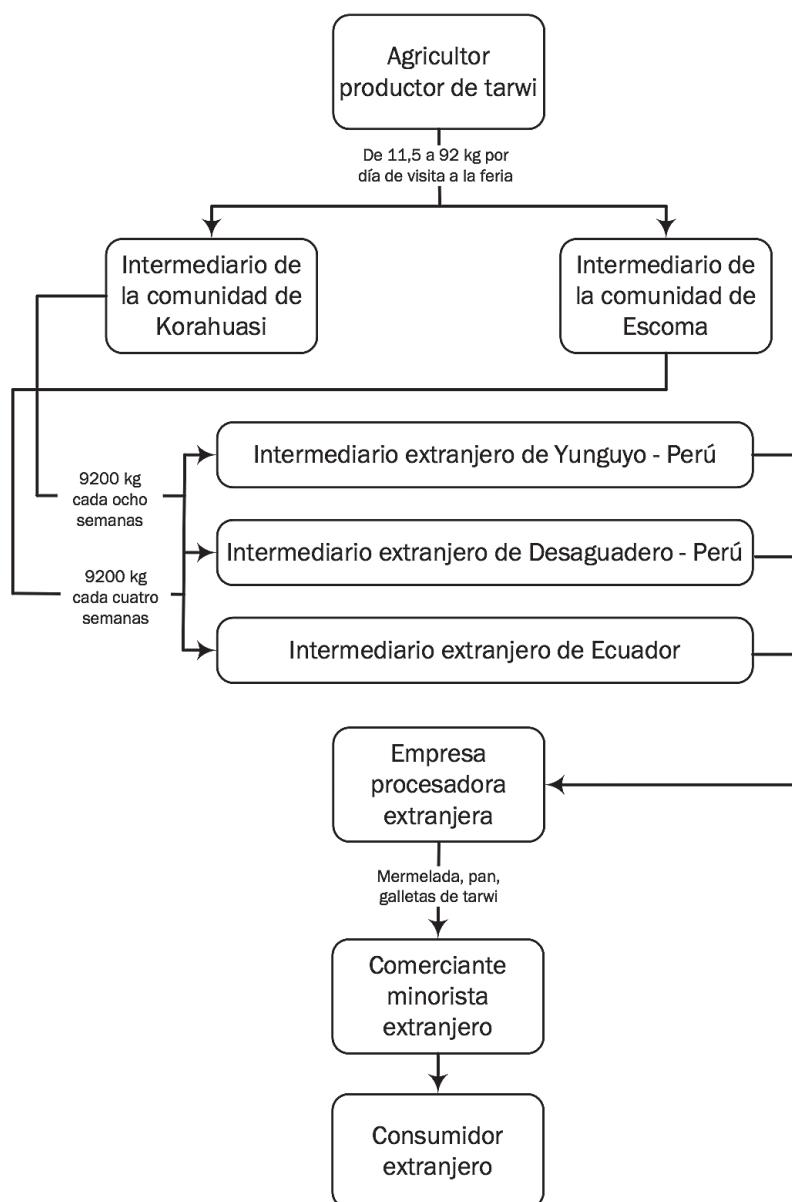 Agricultor
productor de tarwi
De 11,5 a 92 kg por
día de visita a la feria
Intermediario de
la comunidad de
Korahuasi
Intermediario de
la comunidad de
Escoma
Intermediario extranjero de Yunguyo - Perú
9200 kg
cada ocho
semanas
Intermediario extranjero de Desaguadero - Perú
9200 kg
cada cuatro
semanas
Intermediario extranjero de Ecuador
Empresa
procesadora
extranjera
Mermelada, pan,
galletas de tarwi
Comerciante
minorista
extranjero
Consumidor
extranjero